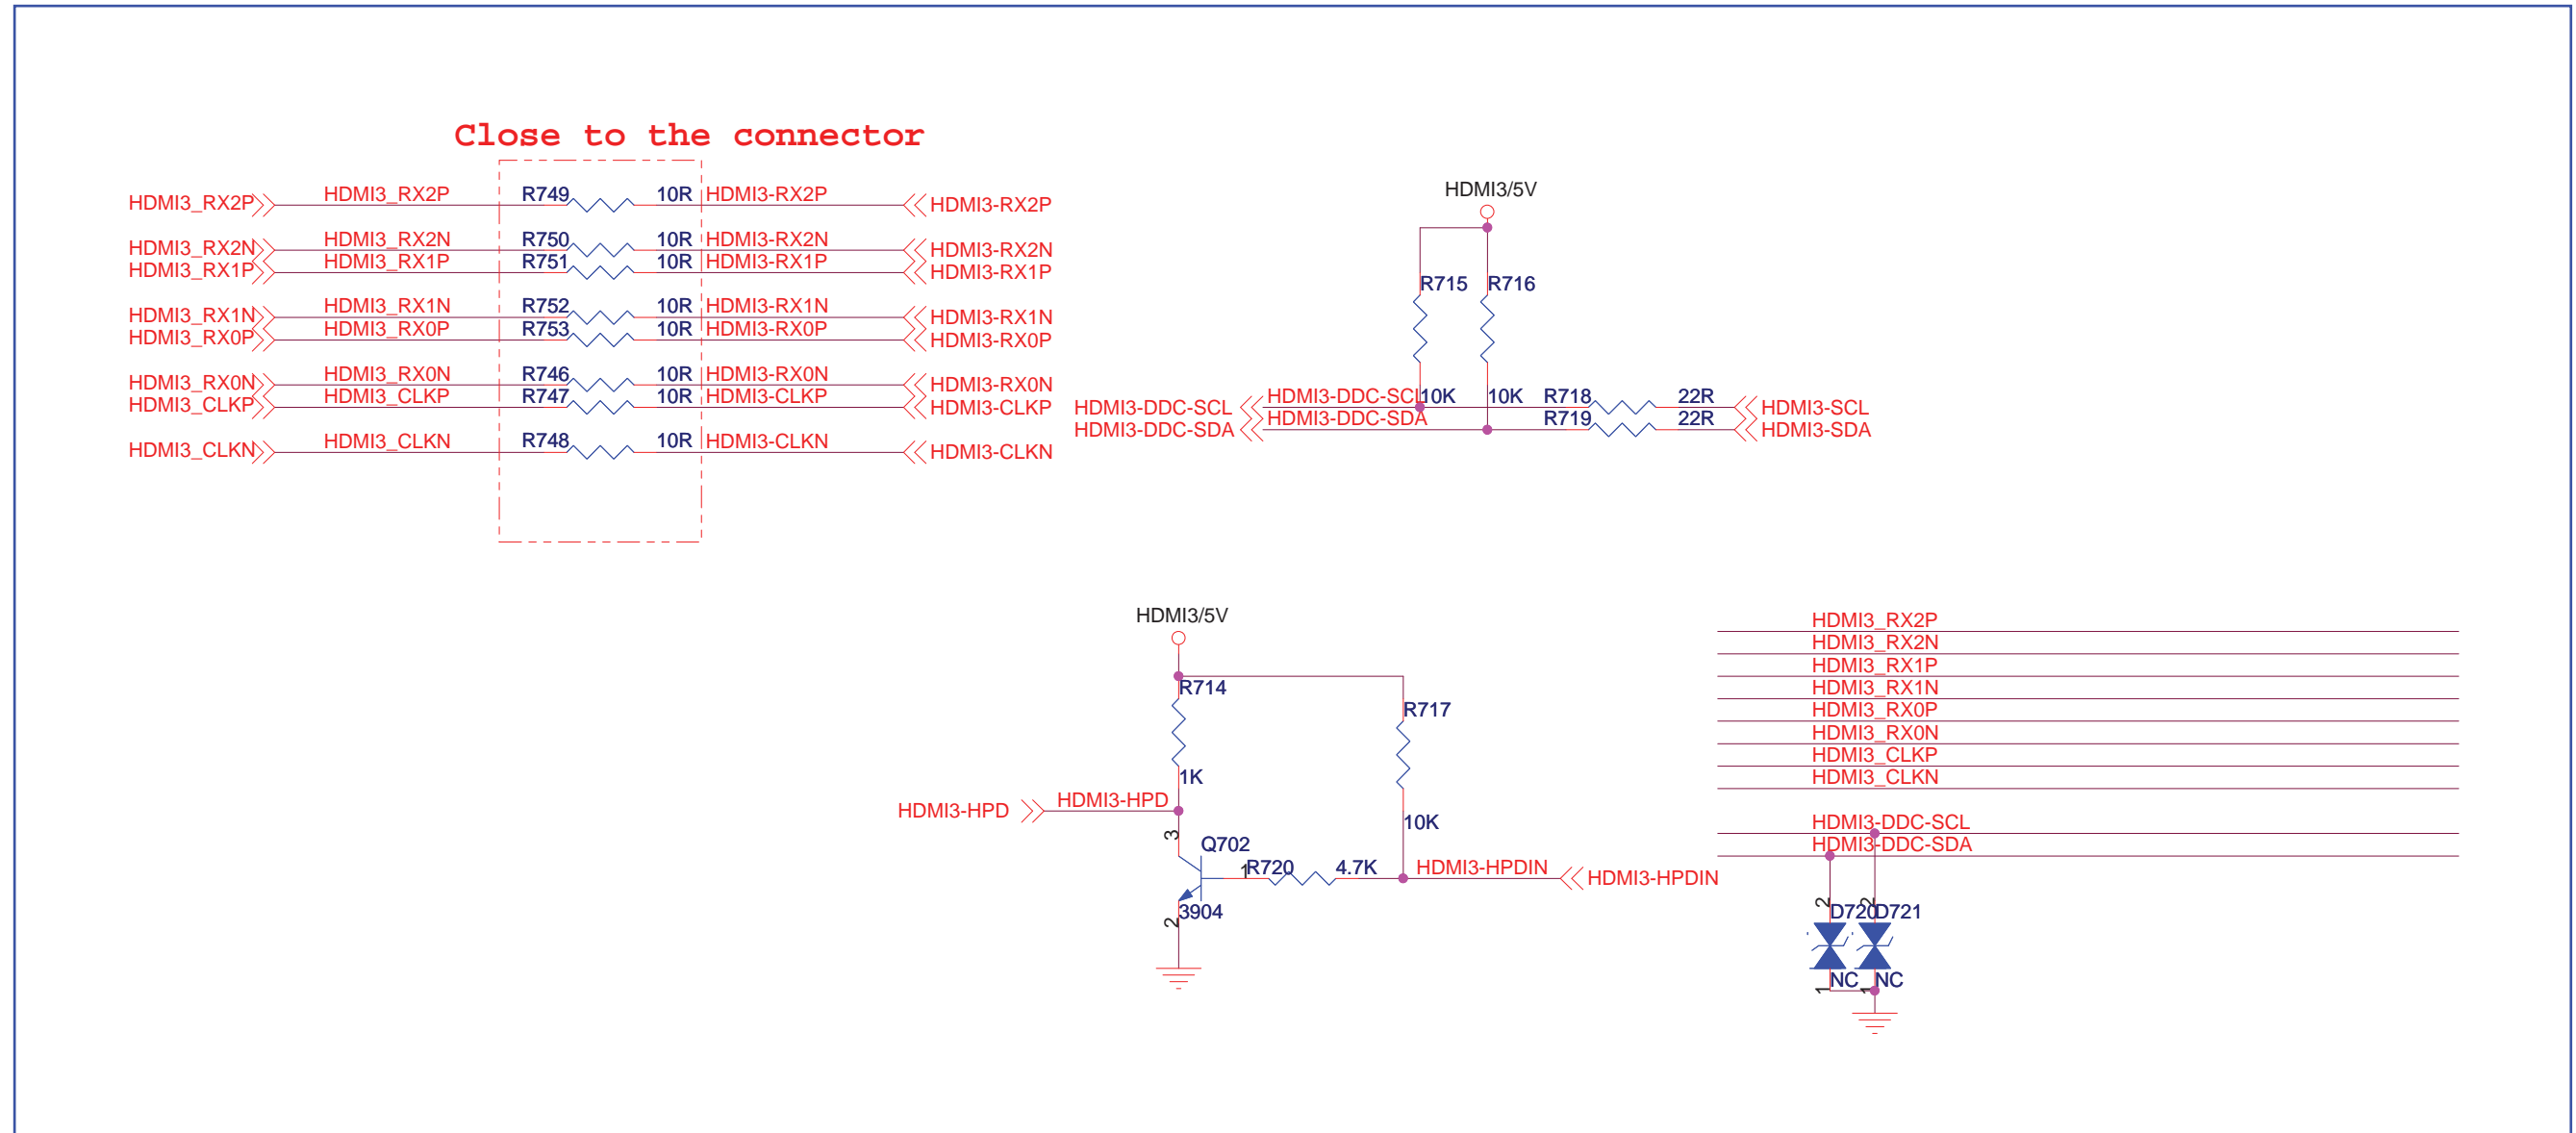 Close to the connector
HDMI3_RX2P HDMI3_RX2P R749 10R HDMI3-RX2P HDMI3-RX2P
HDMI3_RX2N HDMI3_RX2N R750 10R HDMI3-RX2N HDMI3-RX2N
HDMI3_RX1P HDMI3_RX1P R751 10R HDMI3-RX1P HDMI3-RX1P
HDMI3_RX1N HDMI3_RX1N R752 10R HDMI3-RX1N HDMI3-RX1N
HDMI3_RX0P HDMI3_RX0P R753 10R HDMI3-RX0P HDMI3-RX0P
HDMI3_RX0N HDMI3_RX0N R746 10R HDMI3-RX0N HDMI3-RX0N
HDMI3_CLKP HDMI3_CLKP R747 10R HDMI3-CLKP HDMI3-CLKP
HDMI3_CLKN HDMI3_CLKN R748 10R HDMI3-CLKN HDMI3-CLKN
HDMI3/5V
R715 R716
HDMI3-DDC-SCL HDMI3-DDC-SCL 10K 10K R718 22R HDMI3-SCL
HDMI3-DDC-SDA HDMI3-DDC-SDA R719 22R HDMI3-SDA
HDMI3/5V
R714
R717
1K
HDMI3-HPD HDMI3-HPD
10K
3
Q702
1 R720 4.7K HDMI3-HPDIN HDMI3-HPDIN
3904
2
HDMI3_RX2P
HDMI3_RX2N
HDMI3_RX1P
HDMI3_RX1N
HDMI3_RX0P
HDMI3_RX0N
HDMI3_CLKP
HDMI3_CLKN
HDMI3-DDC-SCL
HDMI3-DDC-SDA
2 2
D720 D721
NC NC
1 1